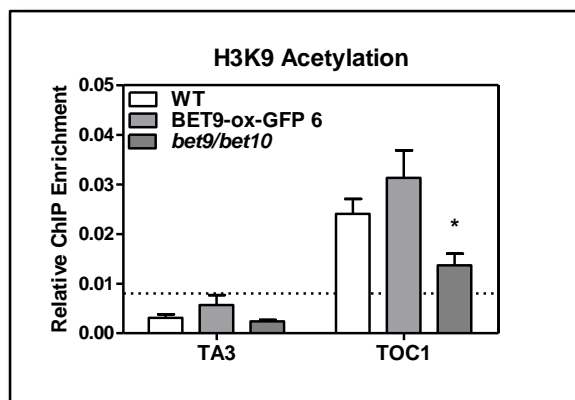 H3K9 Acetylation
Relative ChIP Enrichment
0.05
0.04
0.03
0.02
0.01
0.00
WT
BET9-ox-GFP 6
bet9/bet10
*
TA3
TOC1